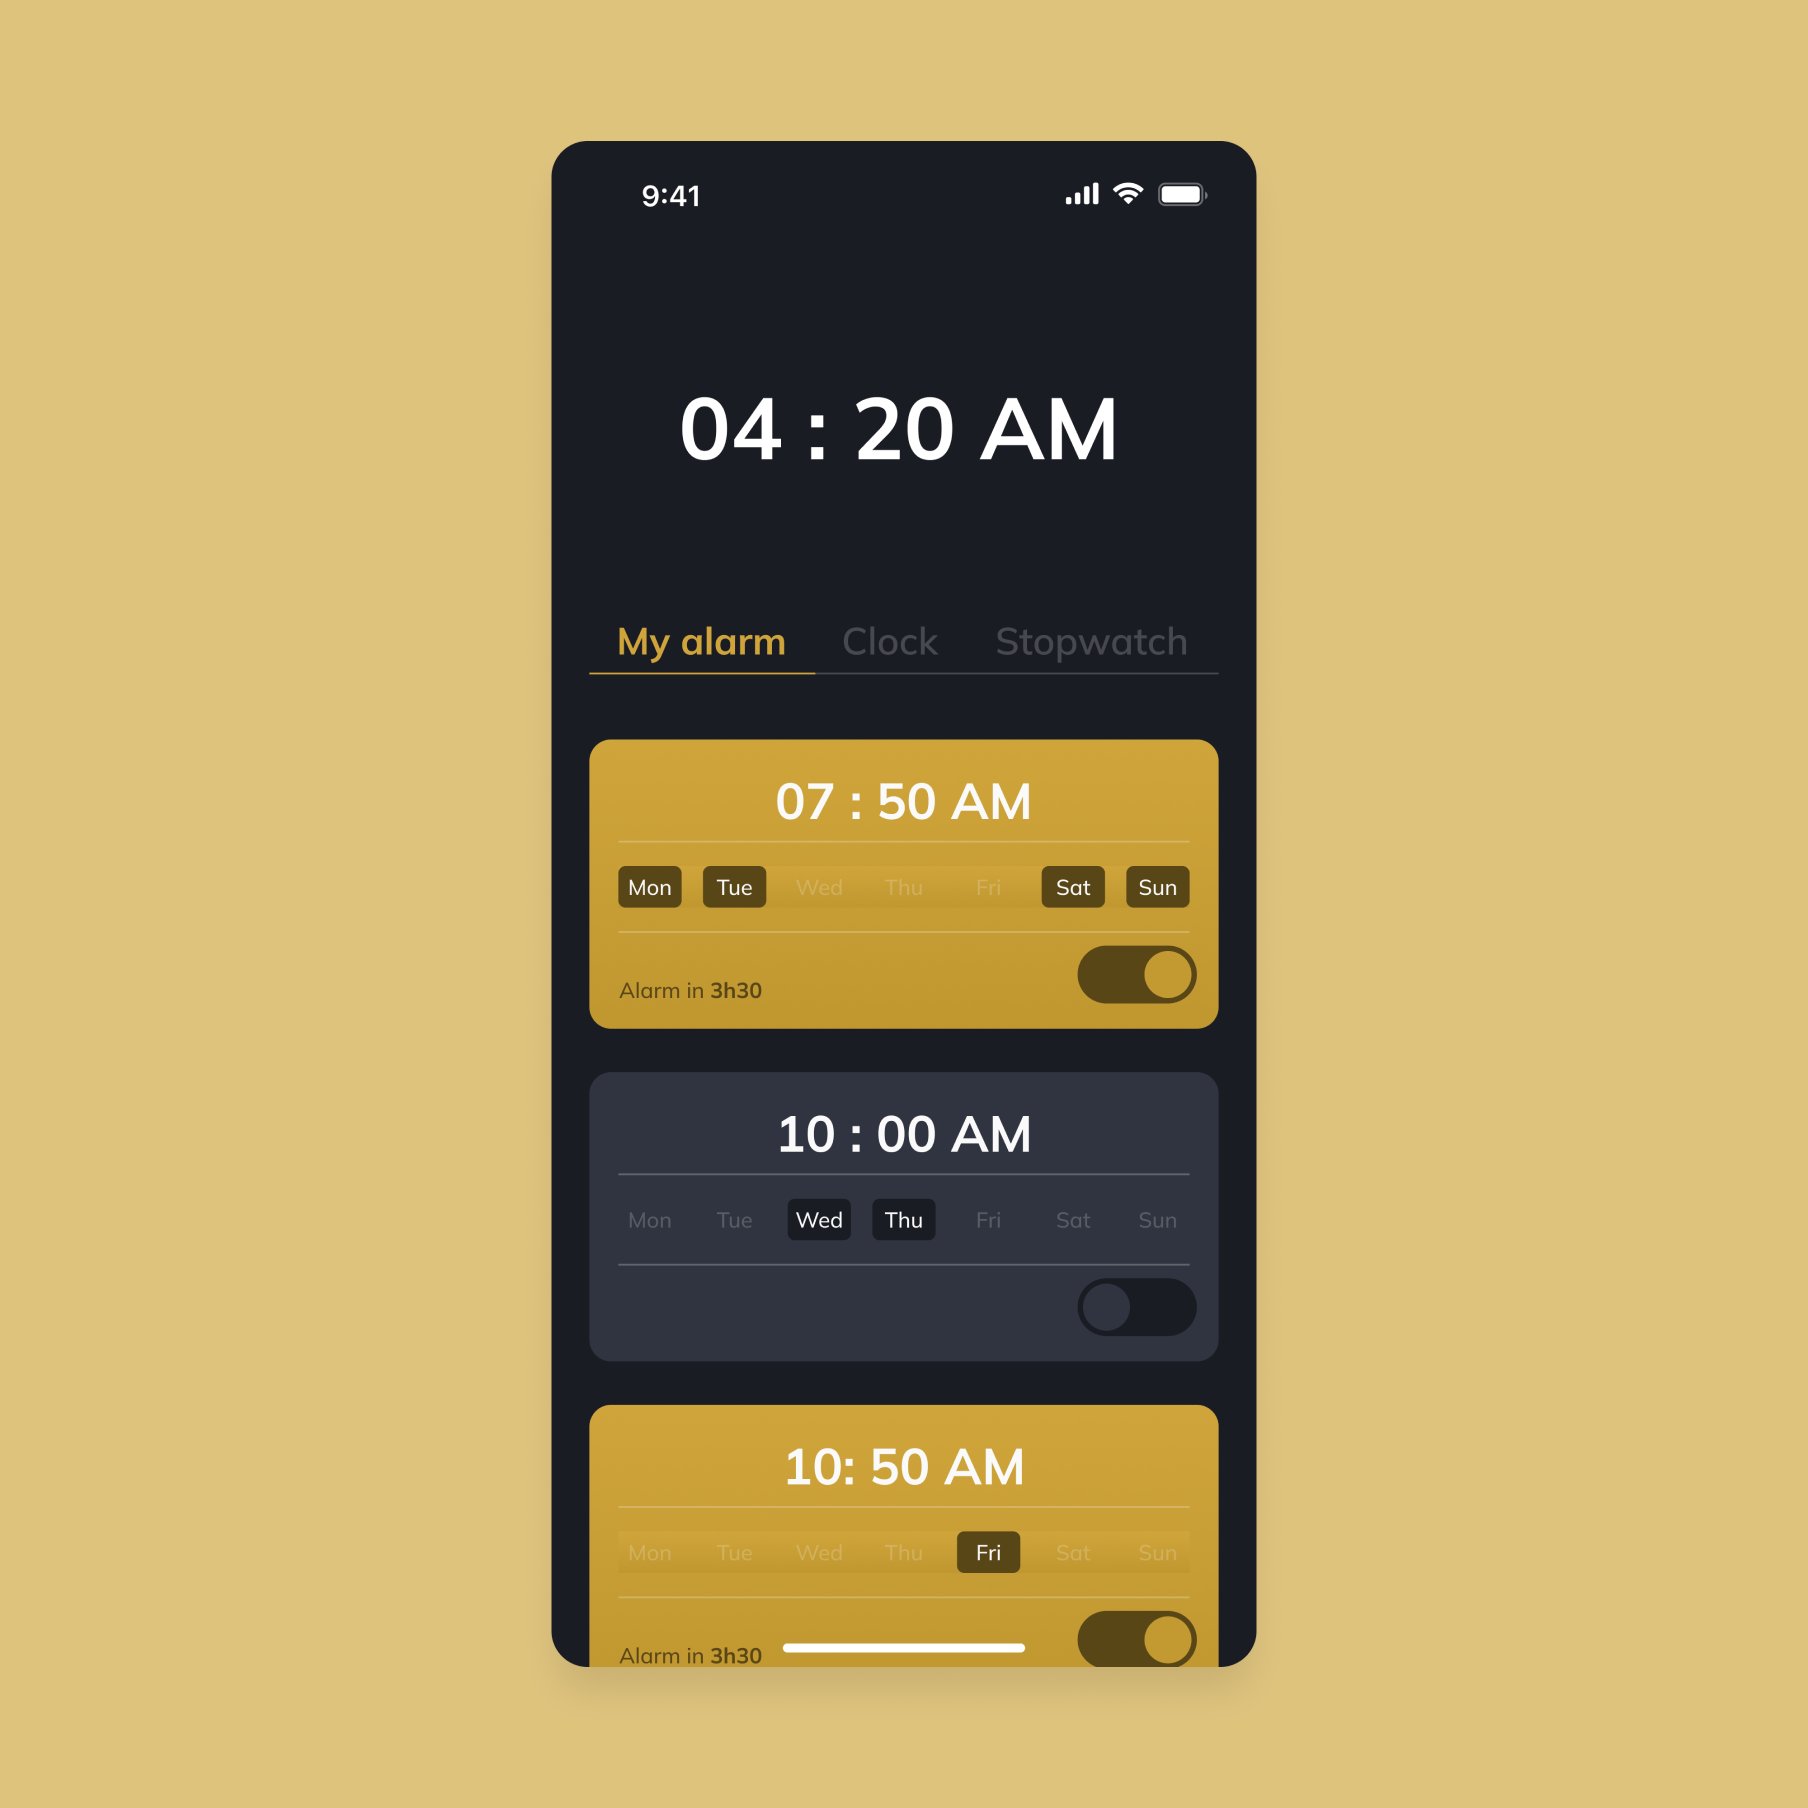 9:41
04 : 20 AM
My alarm Clock Stopwatch
07 : 50 AM
Mon Tue Wed Thu Fri Sat Sun
Alarm in 3h30
10 : 00 AM
Mon Tue Wed Thu Fri Sat Sun
10: 50 AM
Mon Tue Wed Thu Fri Sat Sun
Alarm in 3h30